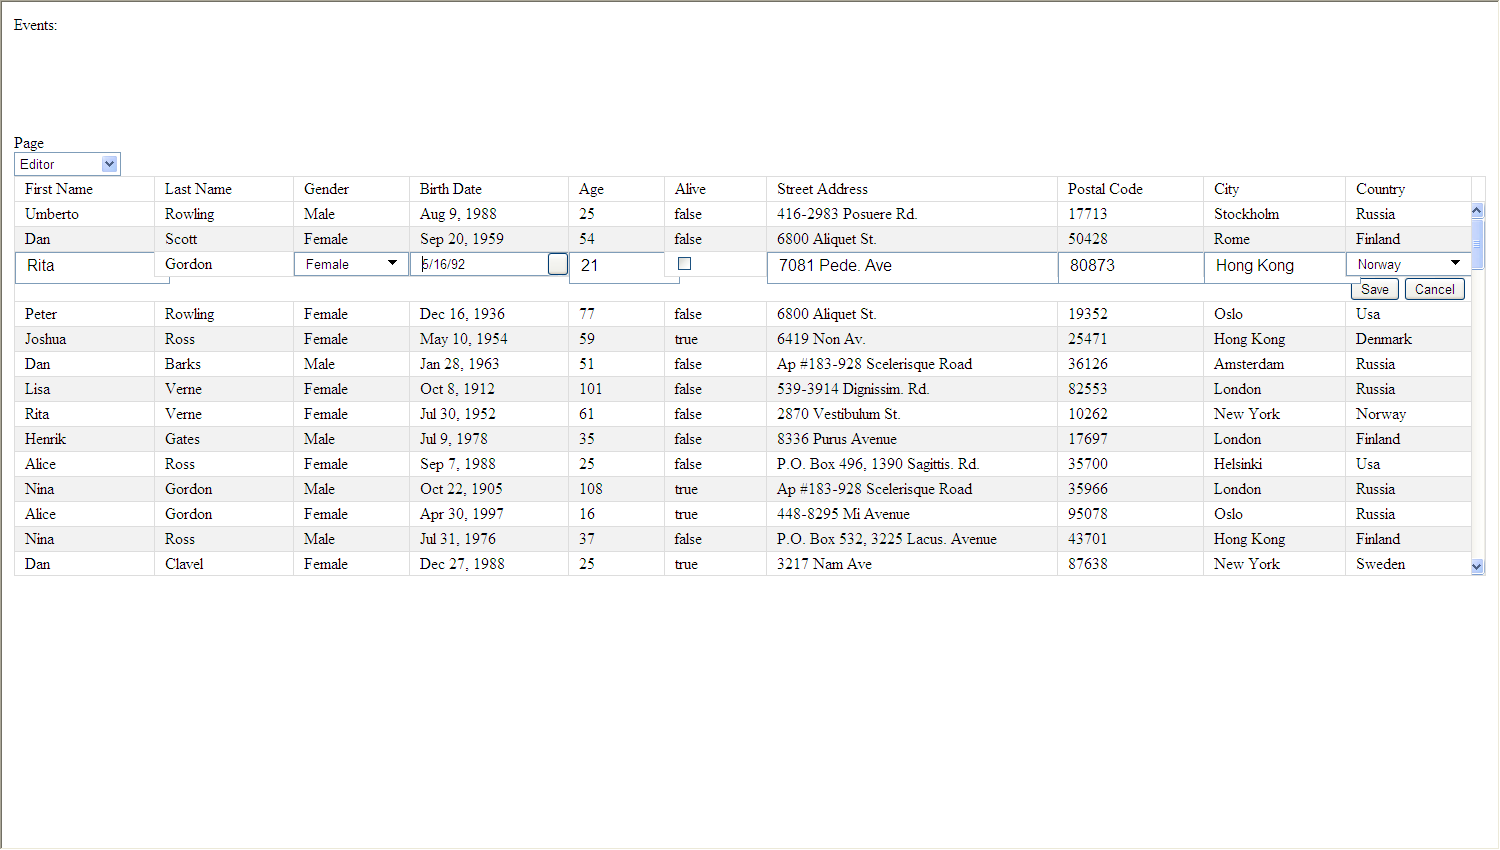 Events:
Page
Editor
First Name Last Name Gender Birth Date Age Alive Street Address Postal Code City Country
Umberto Rowling Male Aug 9, 1988 25 false 416-2983 Posuere Rd. 17713 Stockholm Russia
Dan Scott Female Sep 20, 1959 54 false 6800 Aliquet St. 50428 Rome Finland
Rita Gordon Female 5/16/92 21 7081 Pede. Ave 80873 Hong Kong Norway
Save Cancel
Peter Rowling Female Dec 16, 1936 77 false 6800 Aliquet St. 19352 Oslo Usa
Joshua Ross Female May 10, 1954 59 true 6419 Non Av. 25471 Hong Kong Denmark
Dan Barks Male Jan 28, 1963 51 false Ap #183-928 Scelerisque Road 36126 Amsterdam Russia
Lisa Verne Female Oct 8, 1912 101 false 539-3914 Dignissim. Rd. 82553 London Russia
Rita Verne Female Jul 30, 1952 61 false 2870 Vestibulum St. 10262 New York Norway
Henrik Gates Male Jul 9, 1978 35 false 8336 Purus Avenue 17697 London Finland
Alice Ross Female Sep 7, 1988 25 false P.O. Box 496, 1390 Sagittis. Rd. 35700 Helsinki Usa
Nina Gordon Male Oct 22, 1905 108 true Ap #183-928 Scelerisque Road 35966 London Russia
Alice Gordon Female Apr 30, 1997 16 true 448-8295 Mi Avenue 95078 Oslo Russia
Nina Ross Male Jul 31, 1976 37 false P.O. Box 532, 3225 Lacus. Avenue 43701 Hong Kong Finland
Dan Clavel Female Dec 27, 1988 25 true 3217 Nam Ave 87638 New York Sweden